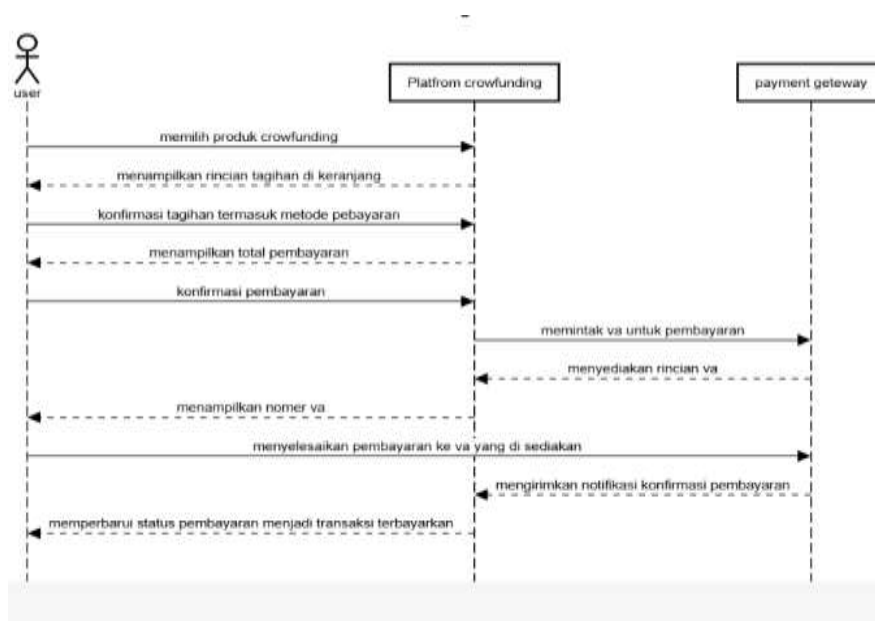 user
Platfrom crowfunding
payment geteway
memilih produk crowfunding
menampilkan rincian tagihan di keranjang
konfirmasi tagihan termasuk metode pebayaran
menampilkan total pembayaran
konfirmasi pembayaran
memintak va untuk pembayaran
menyediakan rincian va
menampilkan nomer va
menyelesaikan pembayaran ke va yang di sediakan
mengirimkan notifikasi konfirmasi pembayaran
memperbarui status pembayaran menjadi transaksi terbayarkan